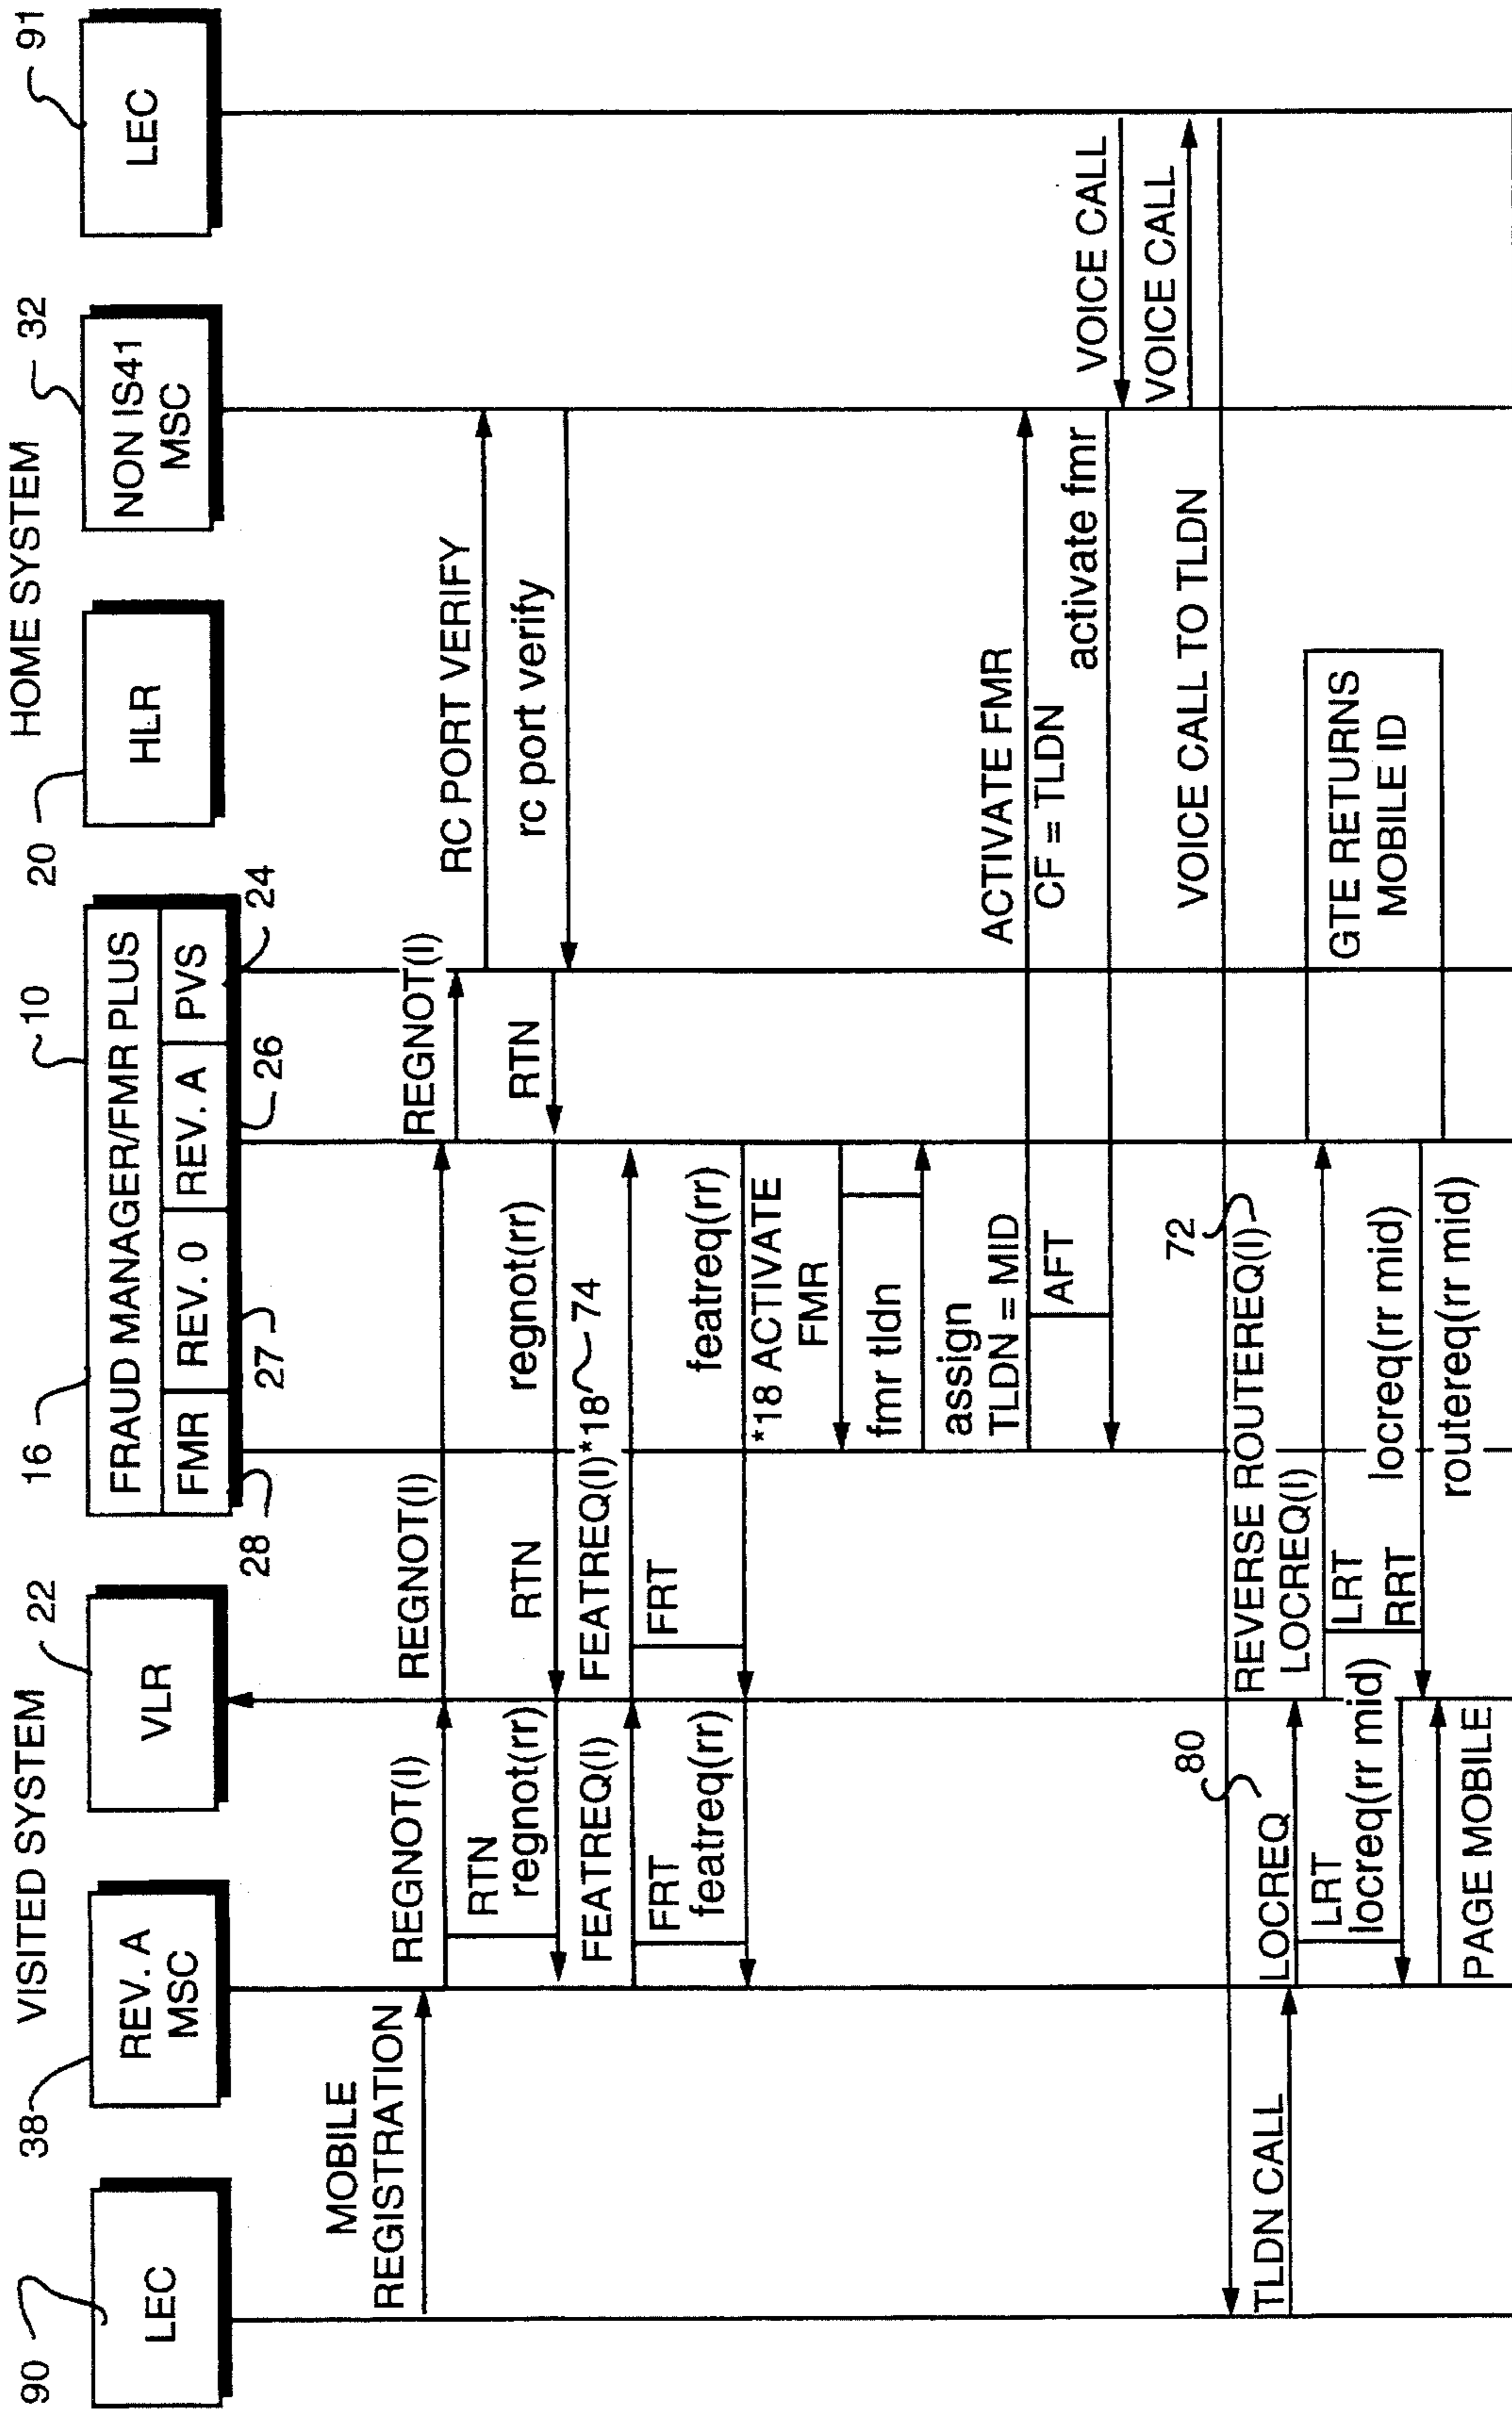 VISITED SYSTEM
HOME SYSTEM
90
LEC
38
REV. A
MSC
22
VLR
16
10
FRAUD MANAGER/FMR PLUS
FMR
REV. 0
REV. A
PVS
28
27
26
24
20
HLR
32
NON IS41
MSC
91
LEC
MOBILE
REGISTRATION
REGNOT(I)
REGNOT(I)
REGNOT(I)
RC PORT VERIFY
RTN
regnot(rr)
RTN
regnot(rr)
RTN
rc port verify
FEATREQ(I)
FEATREQ(I)*18
74
FRT
featreq(rr)
FRT
featreq(rr)
*18 ACTIVATE
FMR
fmr tldn
assign
TLDN = MID
ACTIVATE FMR
CF = TLDN
AFT
activate fmr
VOICE CALL
VOICE CALL
72
VOICE CALL TO TLDN
80
REVERSE ROUTEREQ(I)
TLDN CALL
LOCREQ
LOCREQ(I)
GTE RETURNS
MOBILE ID
LRT
locreq(rr mid)
LRT
RRT
locreq(rr mid)
routereq(rr mid)
PAGE MOBILE